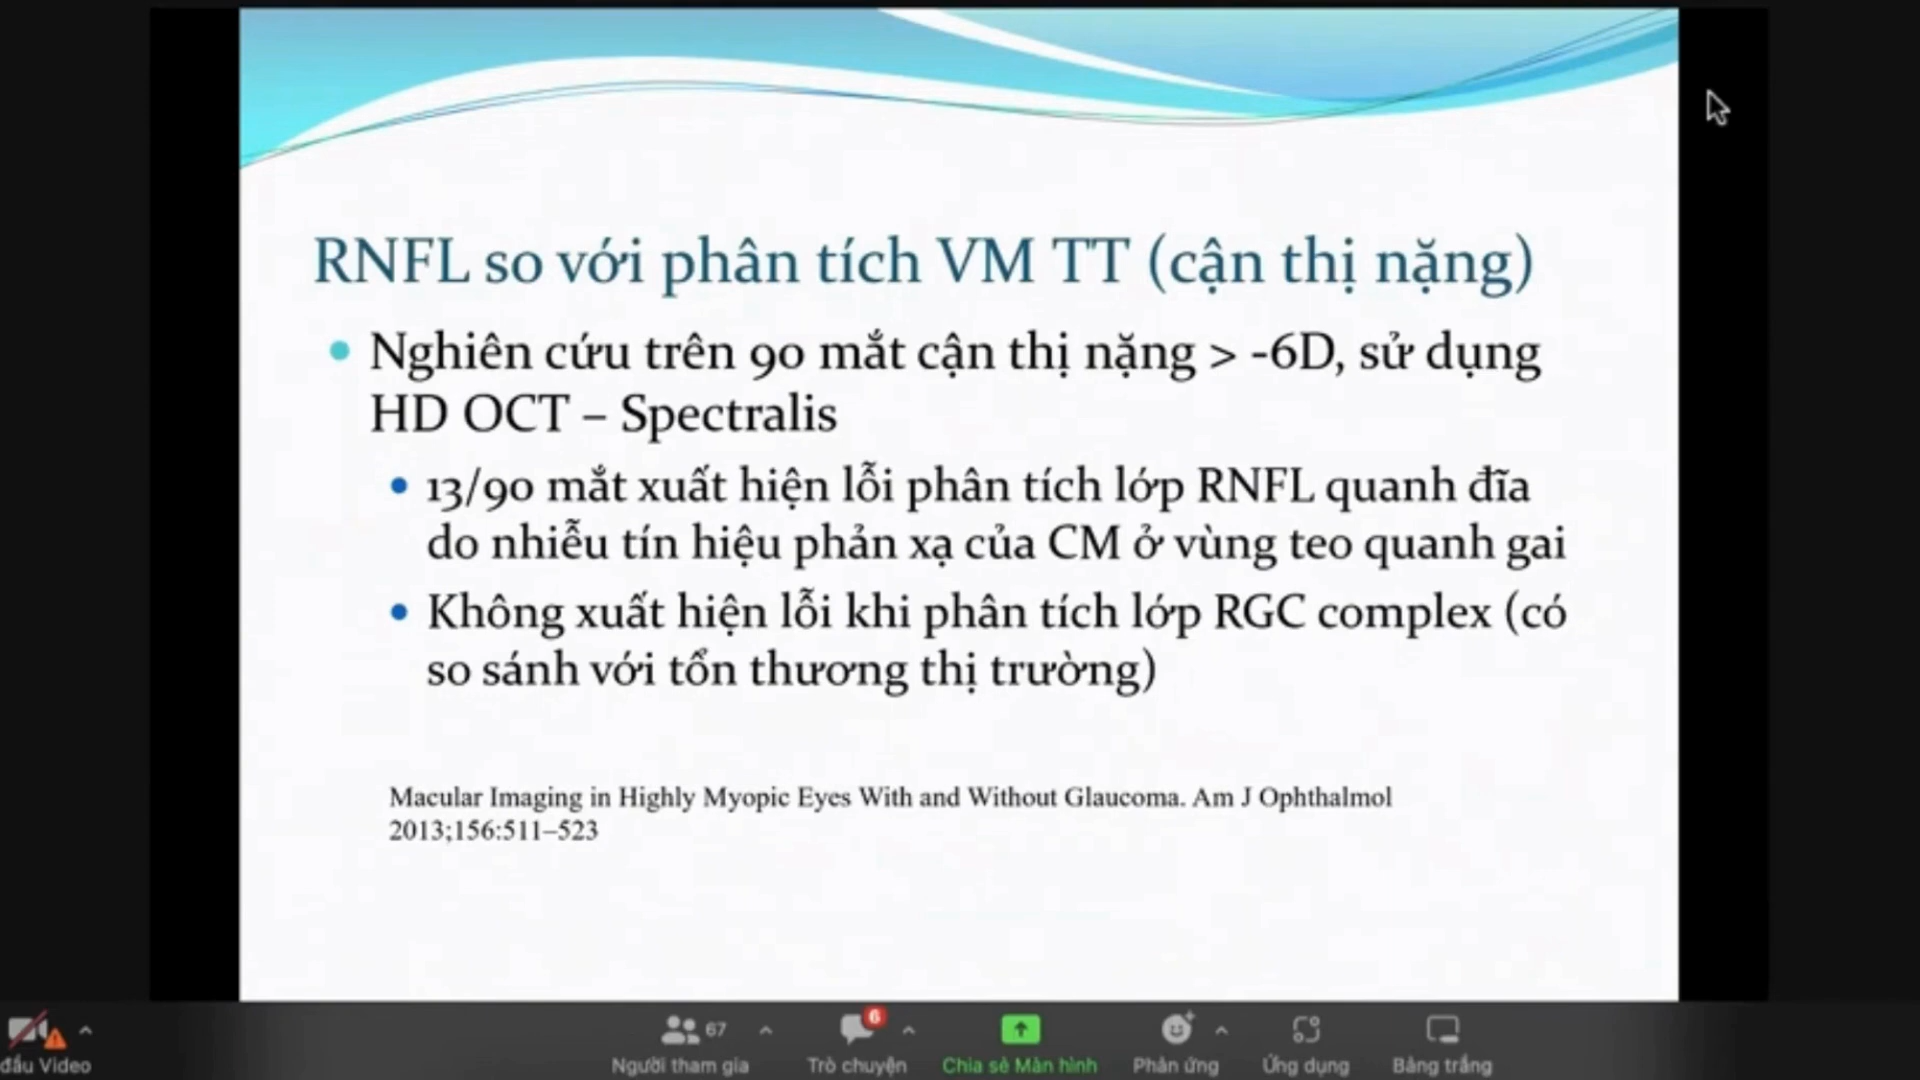 RNFL so với phân tích VM TT (cận thị nặng)
Nghiên cứu trên 90 mắt cận thị nặng > -6D, sử dụng
HD OCT – Spectralis
13/90 mắt xuất hiện lỗi phân tích lớp RNFL quanh đĩa
do nhiễu tín hiệu phản xạ của CM ở vùng teo quanh gai
Không xuất hiện lỗi khi phân tích lớp RGC complex (có
so sánh với tổn thương thị trường)
Macular Imaging in Highly Myopic Eyes With and Without Glaucoma. Am J Ophthalmol
2013;156:511–523
67
6
đầu Video
Người tham gia
Trò chuyện
Chia sẻ Màn hình
Phản ứng
Ứng dụng
Bảng trắng